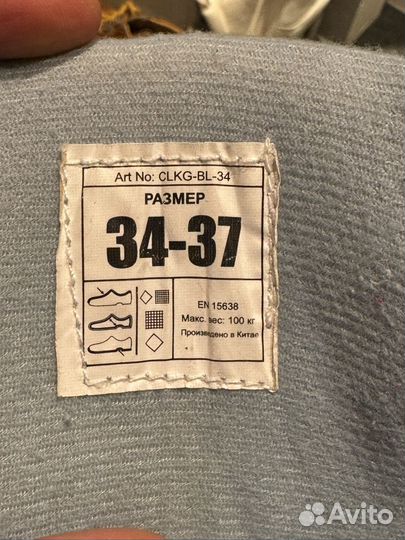 Art No: CLKG-BL-34
РАЗМЕР
34-37
EN 15638
Макс. вес: 100 кг
Произведено в Китае
Avito